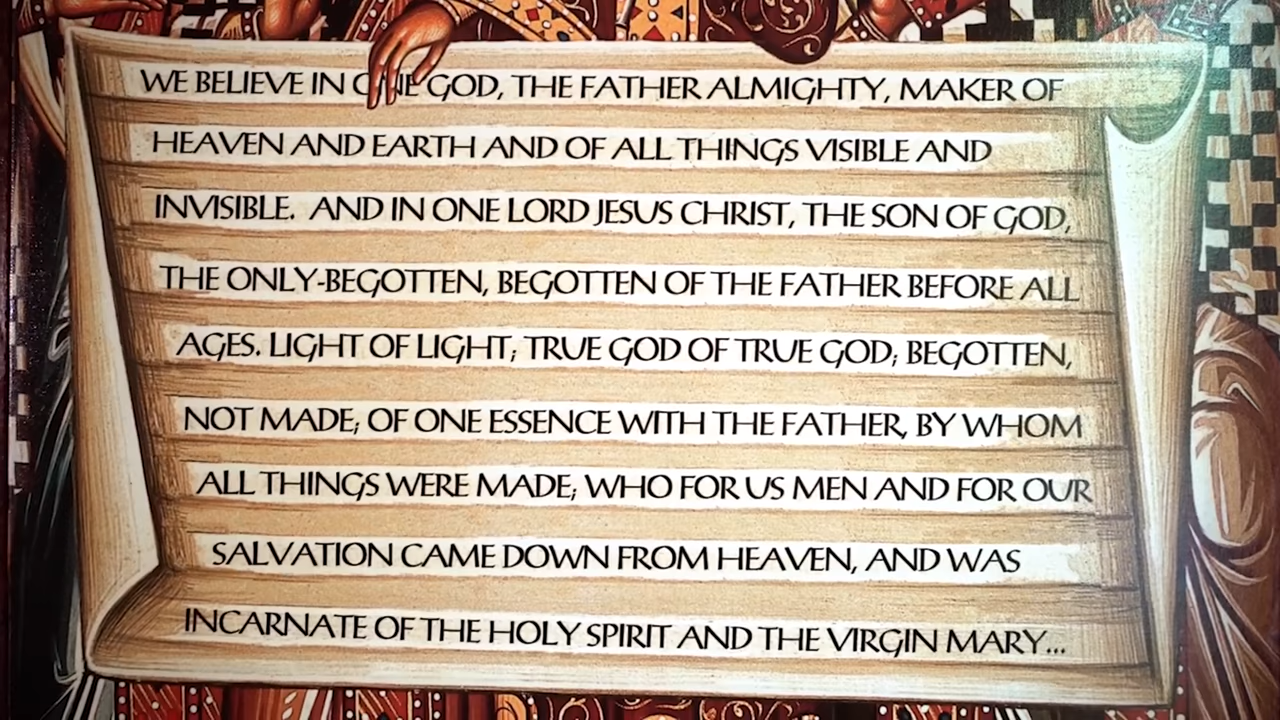 WE BELIEVE IN ONE GOD, THE FATHER ALMIGHTY, MAKER OF
HEAVEN AND EARTH AND OF ALL THINGS VISIBLE AND
INVISIBLE. AND IN ONE LORD JESUS CHRIST, THE SON OF GOD,
THE ONLY-BEGOTTEN, BEGOTTEN OF THE FATHER BEFORE ALL
AGES. LIGHT OF LIGHT; TRUE GOD OF TRUE GOD; BEGOTTEN,
NOT MADE; OF ONE ESSENCE WITH THE FATHER, BY WHOM
ALL THINGS WERE MADE; WHO FOR US MEN AND FOR OUR
SALVATION CAME DOWN FROM HEAVEN, AND WAS
INCARNATE OF THE HOLY SPIRIT AND THE VIRGIN MARY...